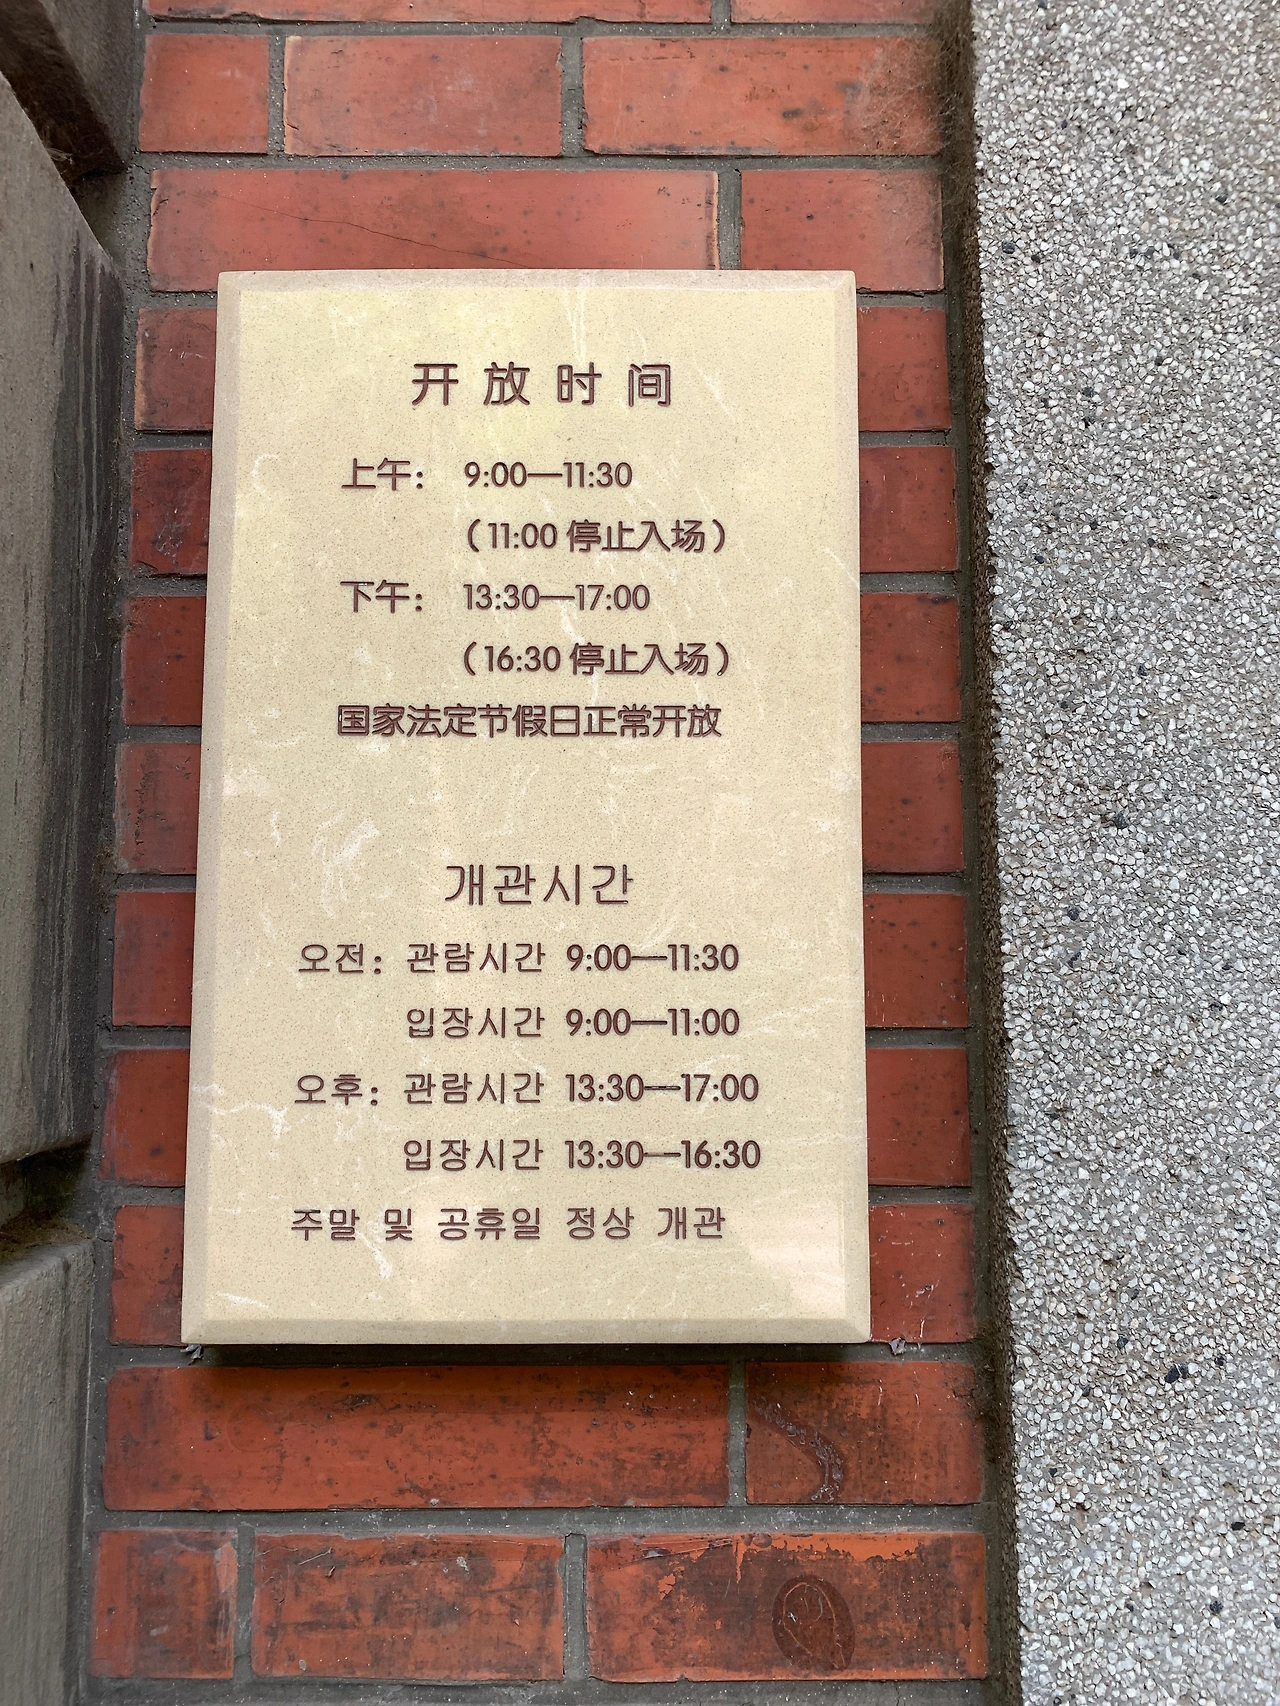 开放时间
上午： 9:00—11:30
（11:00 停止入场）
下午： 13:30—17:00
（16:30 停止入场）
国家法定节假日正常开放
개관시간
오전: 관람시간 9:00—11:30
입장시간 9:00—11:00
오후: 관람시간 13:30—17:00
입장시간 13:30—16:30
주말 및 공휴일 정상 개관